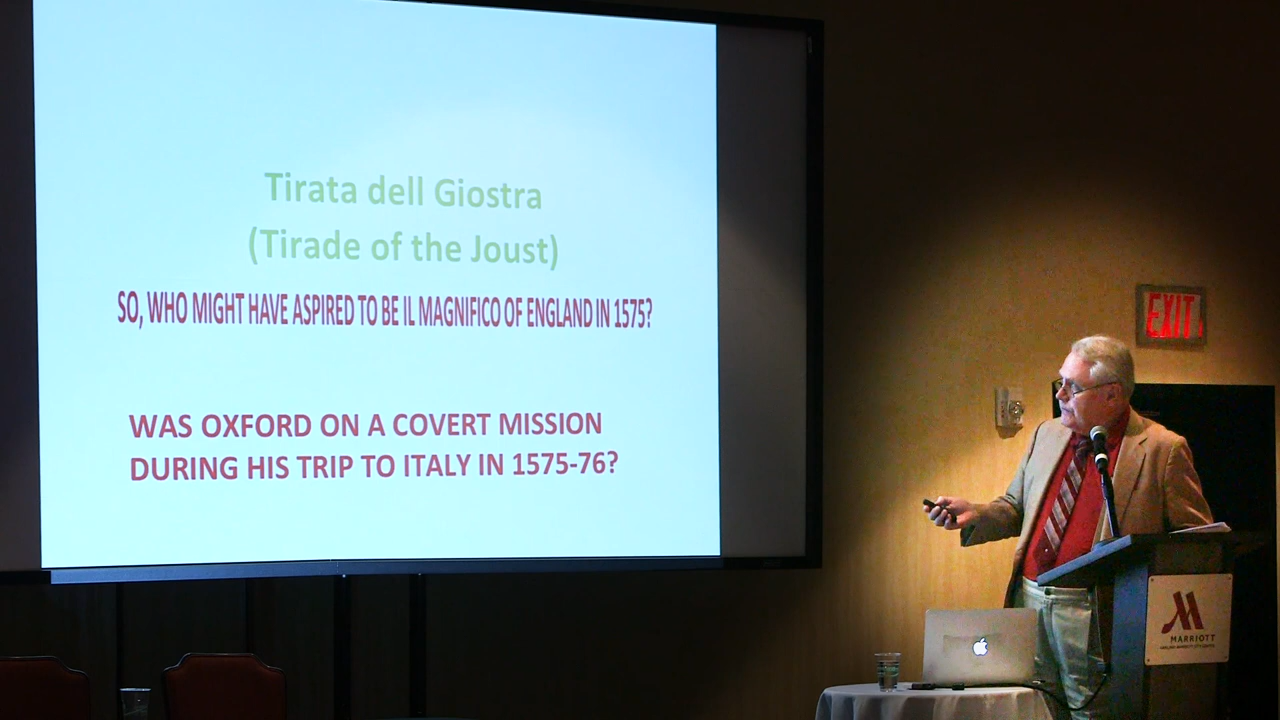 Tirata dell Giostra
(Tirade of the Joust)
SO, WHO MIGHT HAVE ASPIRED TO BE IL MAGNIFICO OF ENGLAND IN 1575?
WAS OXFORD ON A COVERT MISSION
DURING HIS TRIP TO ITALY IN 1575-76?
EXIT
MARRIOTT